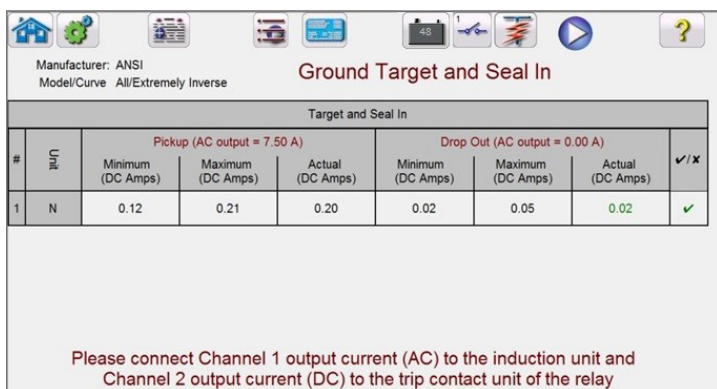 48
1
?
Manufacturer: ANSI
Model/Curve All/Extremely Inverse
Ground Target and Seal In
Target and Seal In
# Unit Pickup (AC output = 7.50 A) Drop Out (AC output = 0.00 A) ✔/✘
Minimum (DC Amps) Maximum (DC Amps) Actual (DC Amps) Minimum (DC Amps) Maximum (DC Amps) Actual (DC Amps)
1 N 0.12 0.21 0.20 0.02 0.05 0.02 ✔
Please connect Channel 1 output current (AC) to the induction unit and
Channel 2 output current (DC) to the trip contact unit of the relay